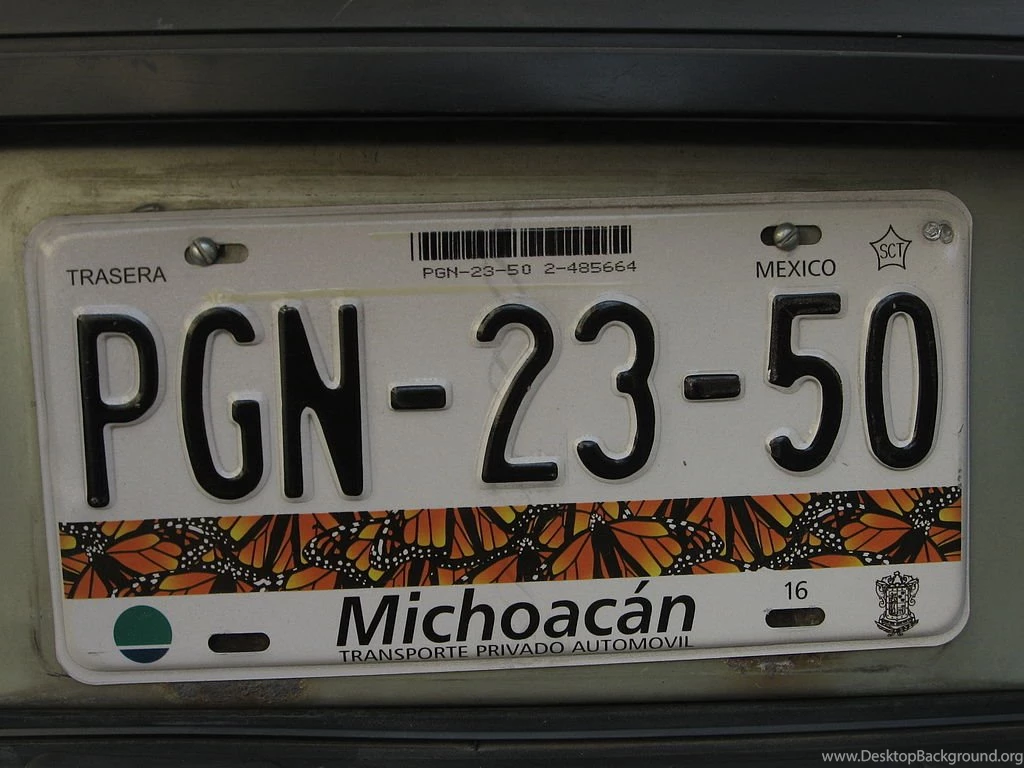 TRASERA
PGN-23-50 2-485664
MEXICO
SCT
PGN-23-50
Michoacán
16
TRANSPORTE PRIVADO AUTOMOVIL
www.DesktopBackground.org